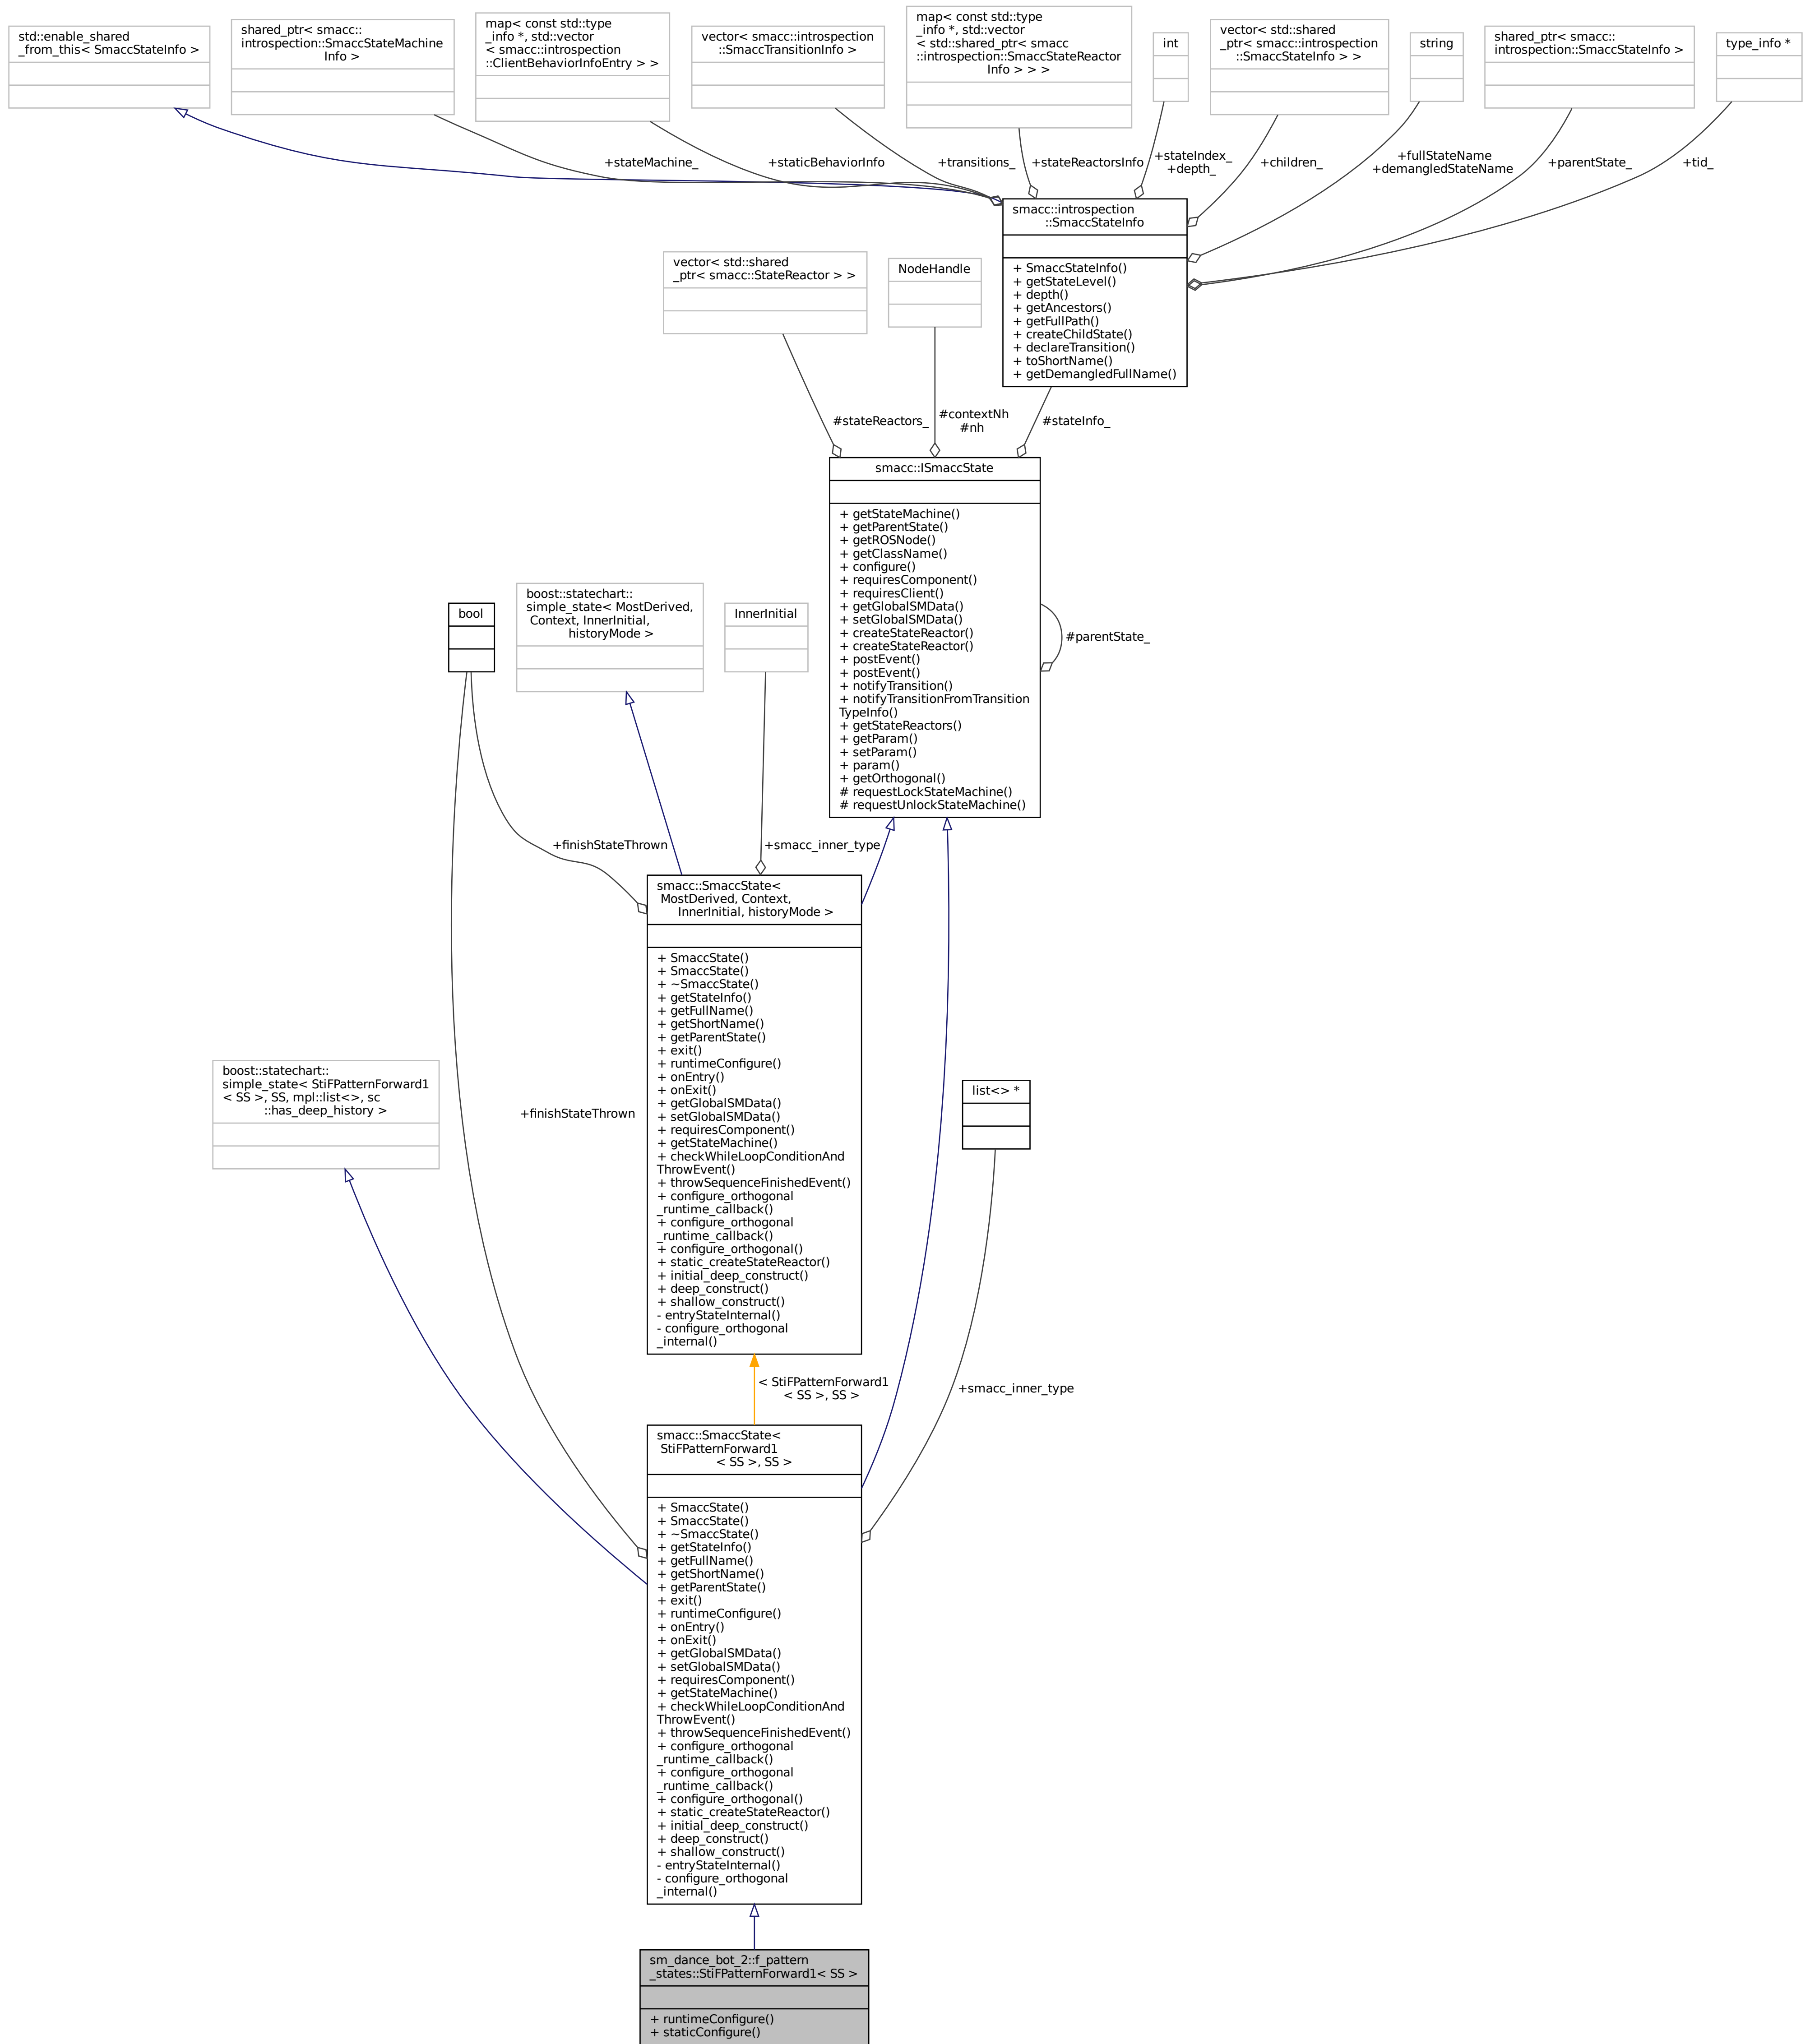 std::enable_shared
_from_this< SmaccStateInfo >
shared_ptr< smacc::
introspection::SmaccStateMachine
Info >
map< const std::type
_info *, std::vector
< smacc::introspection
::ClientBehaviorInfoEntry > >
vector< smacc::introspection
::SmaccTransitionInfo >
map< const std::type
_info *, std::vector
< std::shared_ptr< smacc
::introspection::SmaccStateReactor
Info > > >
int
vector< std::shared
_ptr< smacc::introspection
::SmaccStateInfo > >
string
shared_ptr< smacc::
introspection::SmaccStateInfo >
type_info *
+stateMachine_
+staticBehaviorInfo
+transitions_
+stateReactorsInfo
+stateIndex_
+depth_
+children_
+fullStateName
+demangledStateName
+parentState_
+tid_
smacc::introspection
::SmaccStateInfo
+ SmaccStateInfo()
+ getStateLevel()
+ depth()
+ getAncestors()
+ getFullPath()
+ createChildState()
+ declareTransition()
+ toShortName()
+ getDemangledFullName()
vector< std::shared
_ptr< smacc::StateReactor > >
NodeHandle
#stateReactors_
#contextNh
#nh
#stateInfo_
smacc::ISmaccState
+ getStateMachine()
+ getParentState()
+ getROSNode()
+ getClassName()
+ configure()
+ requiresComponent()
+ requiresClient()
+ getGlobalSMData()
+ setGlobalSMData()
+ createStateReactor()
+ createStateReactor()
+ postEvent()
+ postEvent()
+ notifyTransition()
+ notifyTransitionFromTransition
TypeInfo()
+ getStateReactors()
+ getParam()
+ setParam()
+ param()
+ getOrthogonal()
# requestLockStateMachine()
# requestUnlockStateMachine()
#parentState_
bool
boost::statechart::
simple_state< MostDerived,
Context, InnerInitial,
historyMode >
InnerInitial
+finishStateThrown
+smacc_inner_type
smacc::SmaccState<
MostDerived, Context,
InnerInitial, historyMode >
+ SmaccState()
+ SmaccState()
+ ~SmaccState()
+ getStateInfo()
+ getFullName()
+ getShortName()
+ getParentState()
+ exit()
+ runtimeConfigure()
+ onEntry()
+ onExit()
+ getGlobalSMData()
+ setGlobalSMData()
+ requiresComponent()
+ getStateMachine()
+ checkWhileLoopConditionAnd
ThrowEvent()
+ throwSequenceFinishedEvent()
+ configure_orthogonal
_runtime_callback()
+ configure_orthogonal
_runtime_callback()
+ configure_orthogonal()
+ static_createStateReactor()
+ initial_deep_construct()
+ deep_construct()
+ shallow_construct()
- entryStateInternal()
- configure_orthogonal
_internal()
boost::statechart::
simple_state< StiFPatternForward1
< SS >, SS, mpl::list<>, sc
::has_deep_history >
+finishStateThrown
list<> *
< StiFPatternForward1
< SS >, SS >
+smacc_inner_type
smacc::SmaccState<
StiFPatternForward1
< SS >, SS >
+ SmaccState()
+ SmaccState()
+ ~SmaccState()
+ getStateInfo()
+ getFullName()
+ getShortName()
+ getParentState()
+ exit()
+ runtimeConfigure()
+ onEntry()
+ onExit()
+ getGlobalSMData()
+ setGlobalSMData()
+ requiresComponent()
+ getStateMachine()
+ checkWhileLoopConditionAnd
ThrowEvent()
+ throwSequenceFinishedEvent()
+ configure_orthogonal
_runtime_callback()
+ configure_orthogonal
_runtime_callback()
+ configure_orthogonal()
+ static_createStateReactor()
+ initial_deep_construct()
+ deep_construct()
+ shallow_construct()
- entryStateInternal()
- configure_orthogonal
_internal()
sm_dance_bot_2::f_pattern
_states::StiFPatternForward1< SS >
+ runtimeConfigure()
+ staticConfigure()